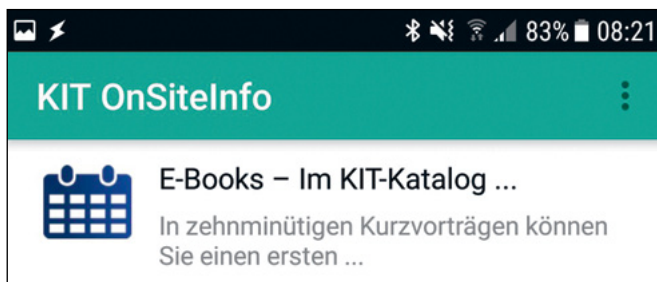 83% 08:21
KIT OnSiteInfo
E-Books – Im KIT-Katalog ...
In zehnminütigen Kurzvorträgen können
Sie einen ersten ...